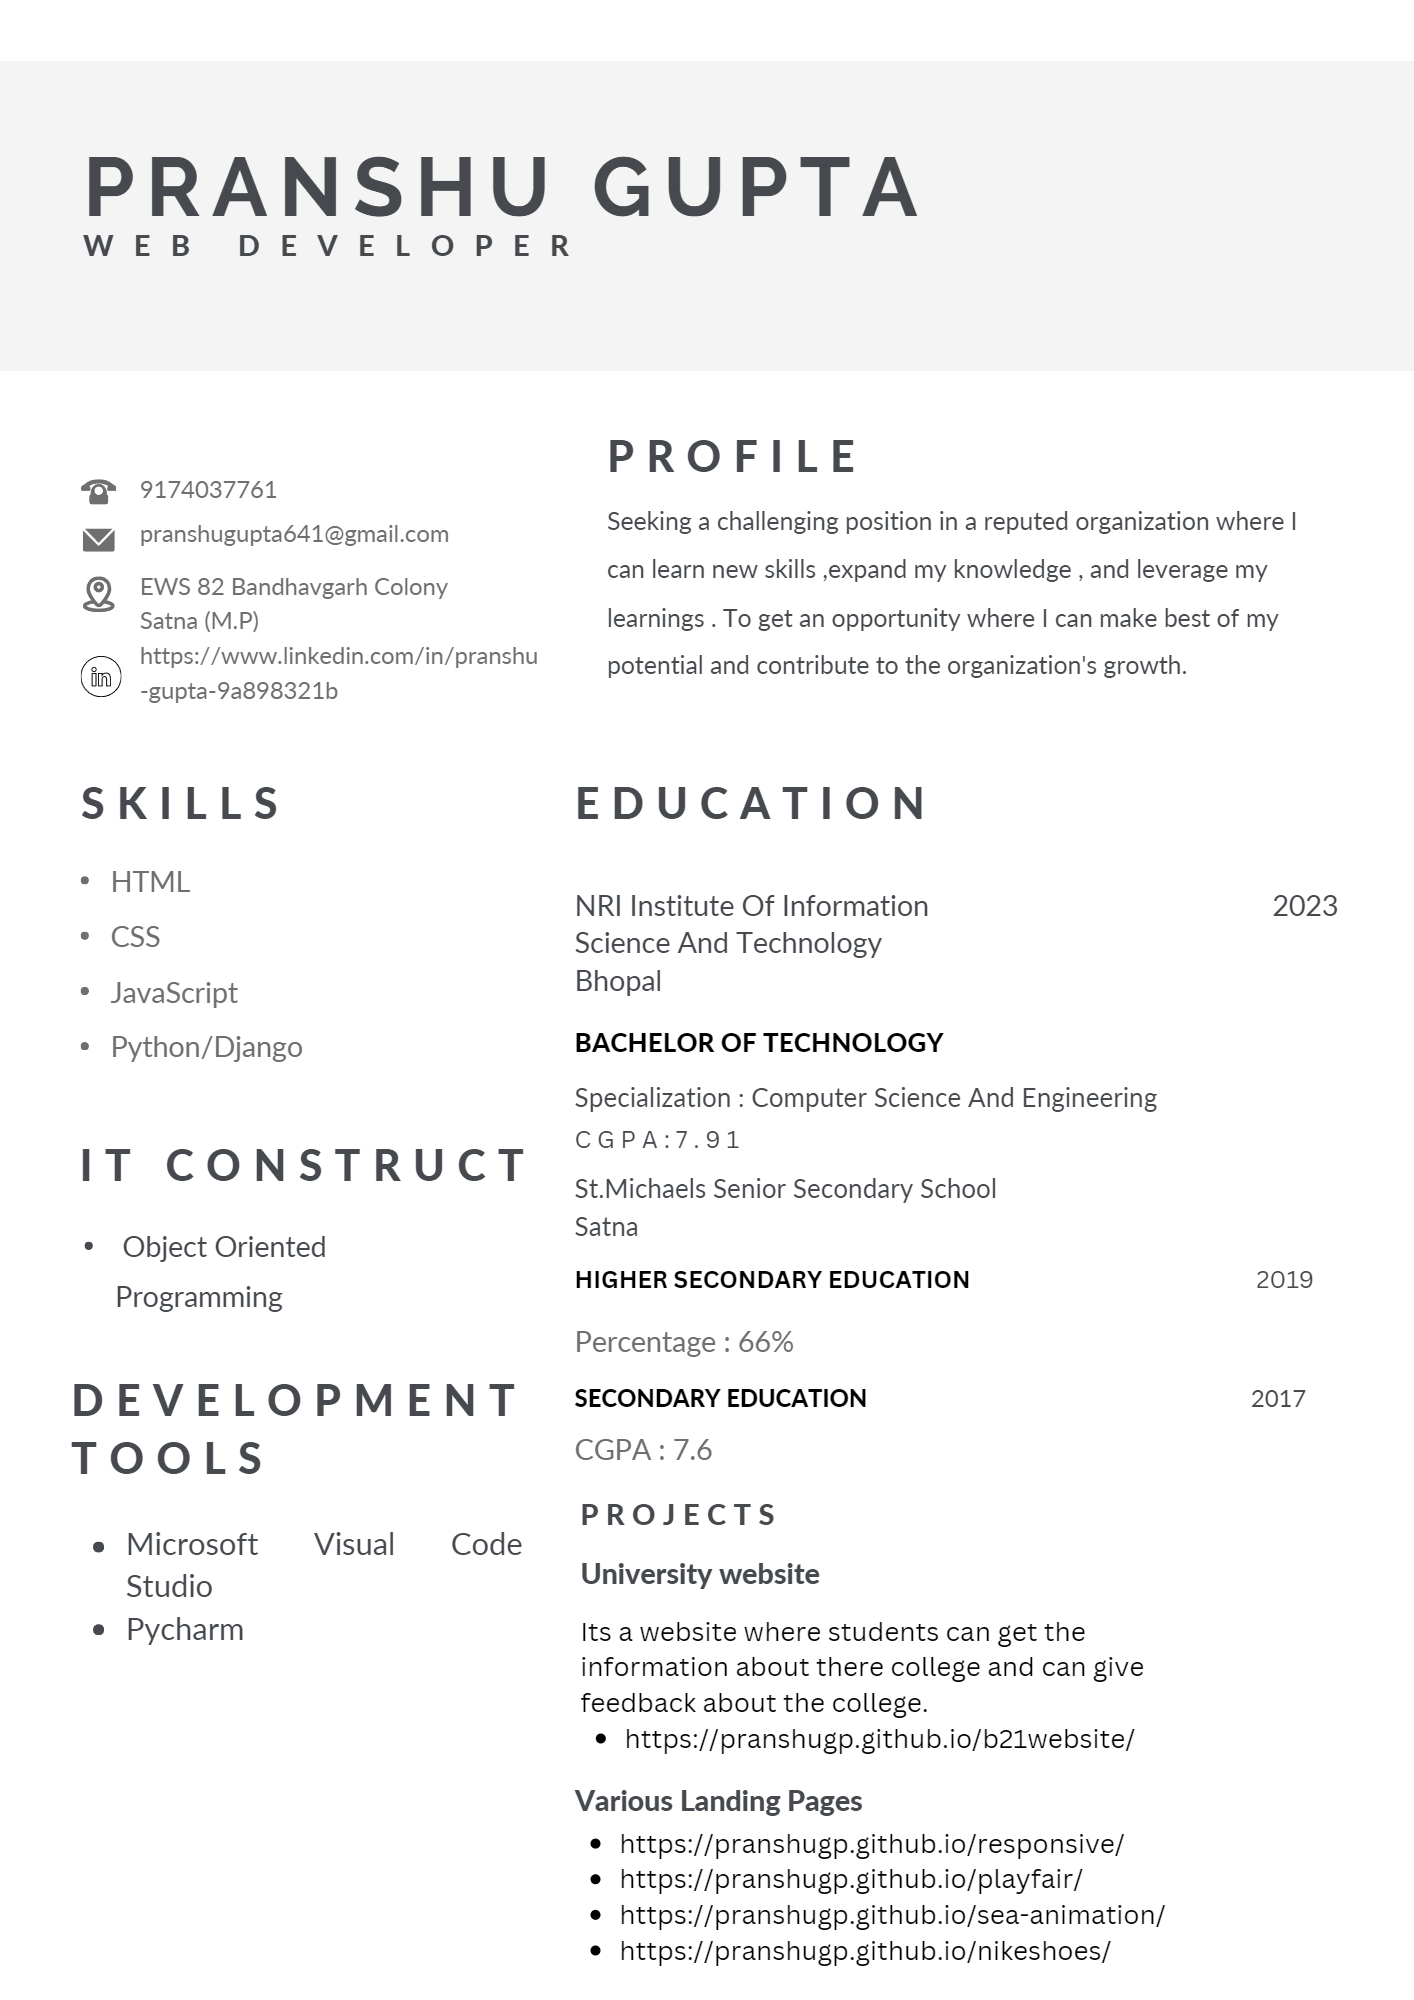 PRANSHU GUPTA
WEB DEVELOPER
9174037761
pranshugupta641@gmail.com
EWS 82 Bandhavgarh Colony
Satna (M.P)
https://www.linkedin.com/in/pranshu
-gupta-9a898321b
PROFILE
Seeking a challenging position in a reputed organization where I
can learn new skills ,expand my knowledge , and leverage my
learnings . To get an opportunity where I can make best of my
potential and contribute to the organization's growth.
SKILLS
HTML
CSS
JavaScript
Python/Django
IT CONSTRUCT
Object Oriented
Programming
DEVELOPMENT
TOOLS
Microsoft Visual Code
Studio
Pycharm
EDUCATION
NRI Institute Of Information 2023
Science And Technology
Bhopal
BACHELOR OF TECHNOLOGY
Specialization : Computer Science And Engineering
CGPA:7.91
St.Michaels Senior Secondary School
Satna
HIGHER SECONDARY EDUCATION 2019
Percentage : 66%
SECONDARY EDUCATION 2017
CGPA : 7.6
PROJECTS
University website
Its a website where students can get the
information about there college and can give
feedback about the college.
https://pranshugp.github.io/b21website/
Various Landing Pages
https://pranshugp.github.io/responsive/
https://pranshugp.github.io/playfair/
https://pranshugp.github.io/sea-animation/
https://pranshugp.github.io/nikeshoes/